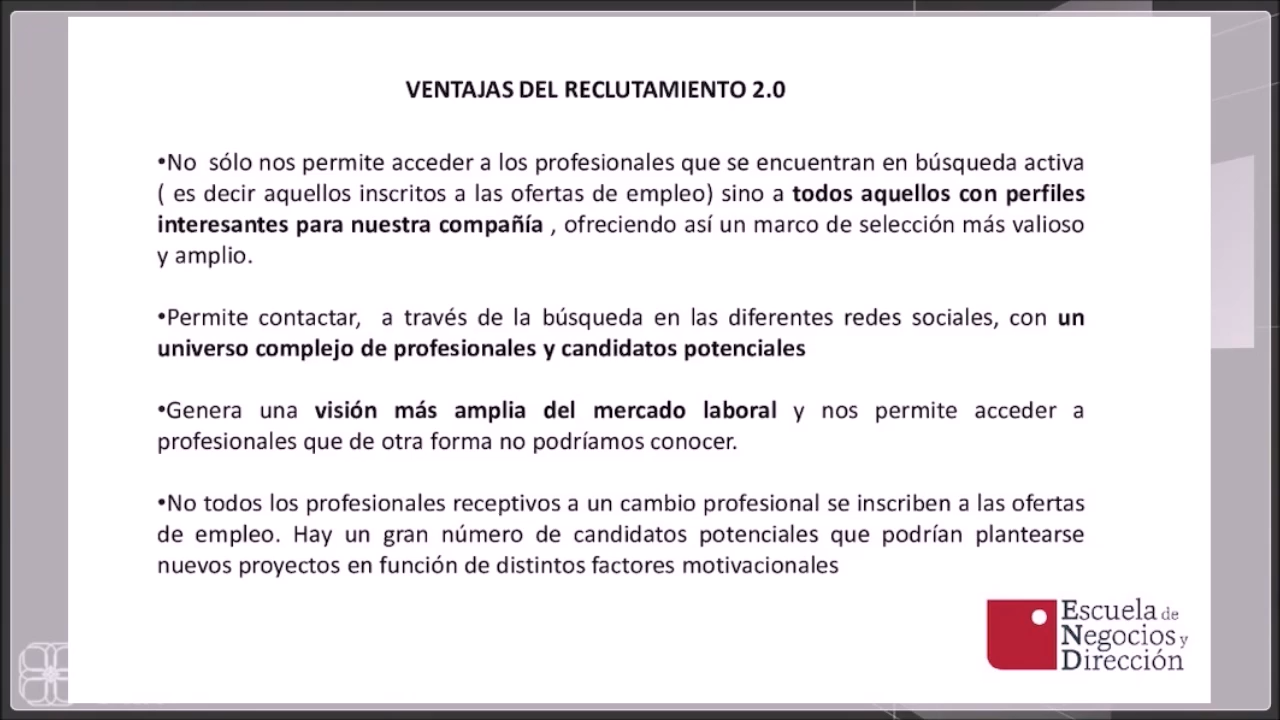 VENTAJAS DEL RECLUTAMIENTO 2.0
•No sólo nos permite acceder a los profesionales que se encuentran en búsqueda activa
( es decir aquellos inscritos a las ofertas de empleo) sino a todos aquellos con perfiles
interesantes para nuestra compañía , ofreciendo así un marco de selección más valioso
y amplio.
•Permite contactar, a través de la búsqueda en las diferentes redes sociales, con un
universo complejo de profesionales y candidatos potenciales
•Genera una visión más amplia del mercado laboral y nos permite acceder a
profesionales que de otra forma no podríamos conocer.
•No todos los profesionales receptivos a un cambio profesional se inscriben a las ofertas
de empleo. Hay un gran número de candidatos potenciales que podrían plantearse
nuevos proyectos en función de distintos factores motivacionales
Escuela de
Negocios y
Dirección